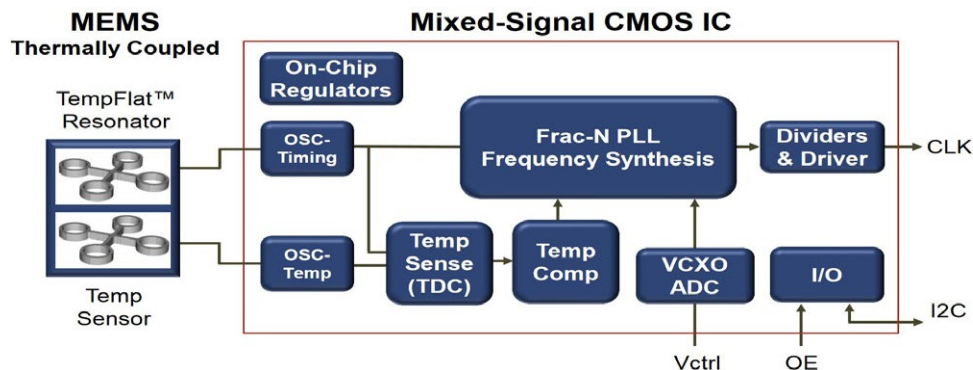 MEMS
Thermally Coupled
Mixed-Signal CMOS IC
TempFlat™
Resonator
On-Chip
Regulators
OSC-
Timing
Frac-N PLL
Frequency Synthesis
Dividers
& Driver
CLK
OSC-
Temp
Temp
Sense
(TDC)
Temp
Comp
VCXO
ADC
I/O
Temp
Sensor
I2C
Vctrl
OE